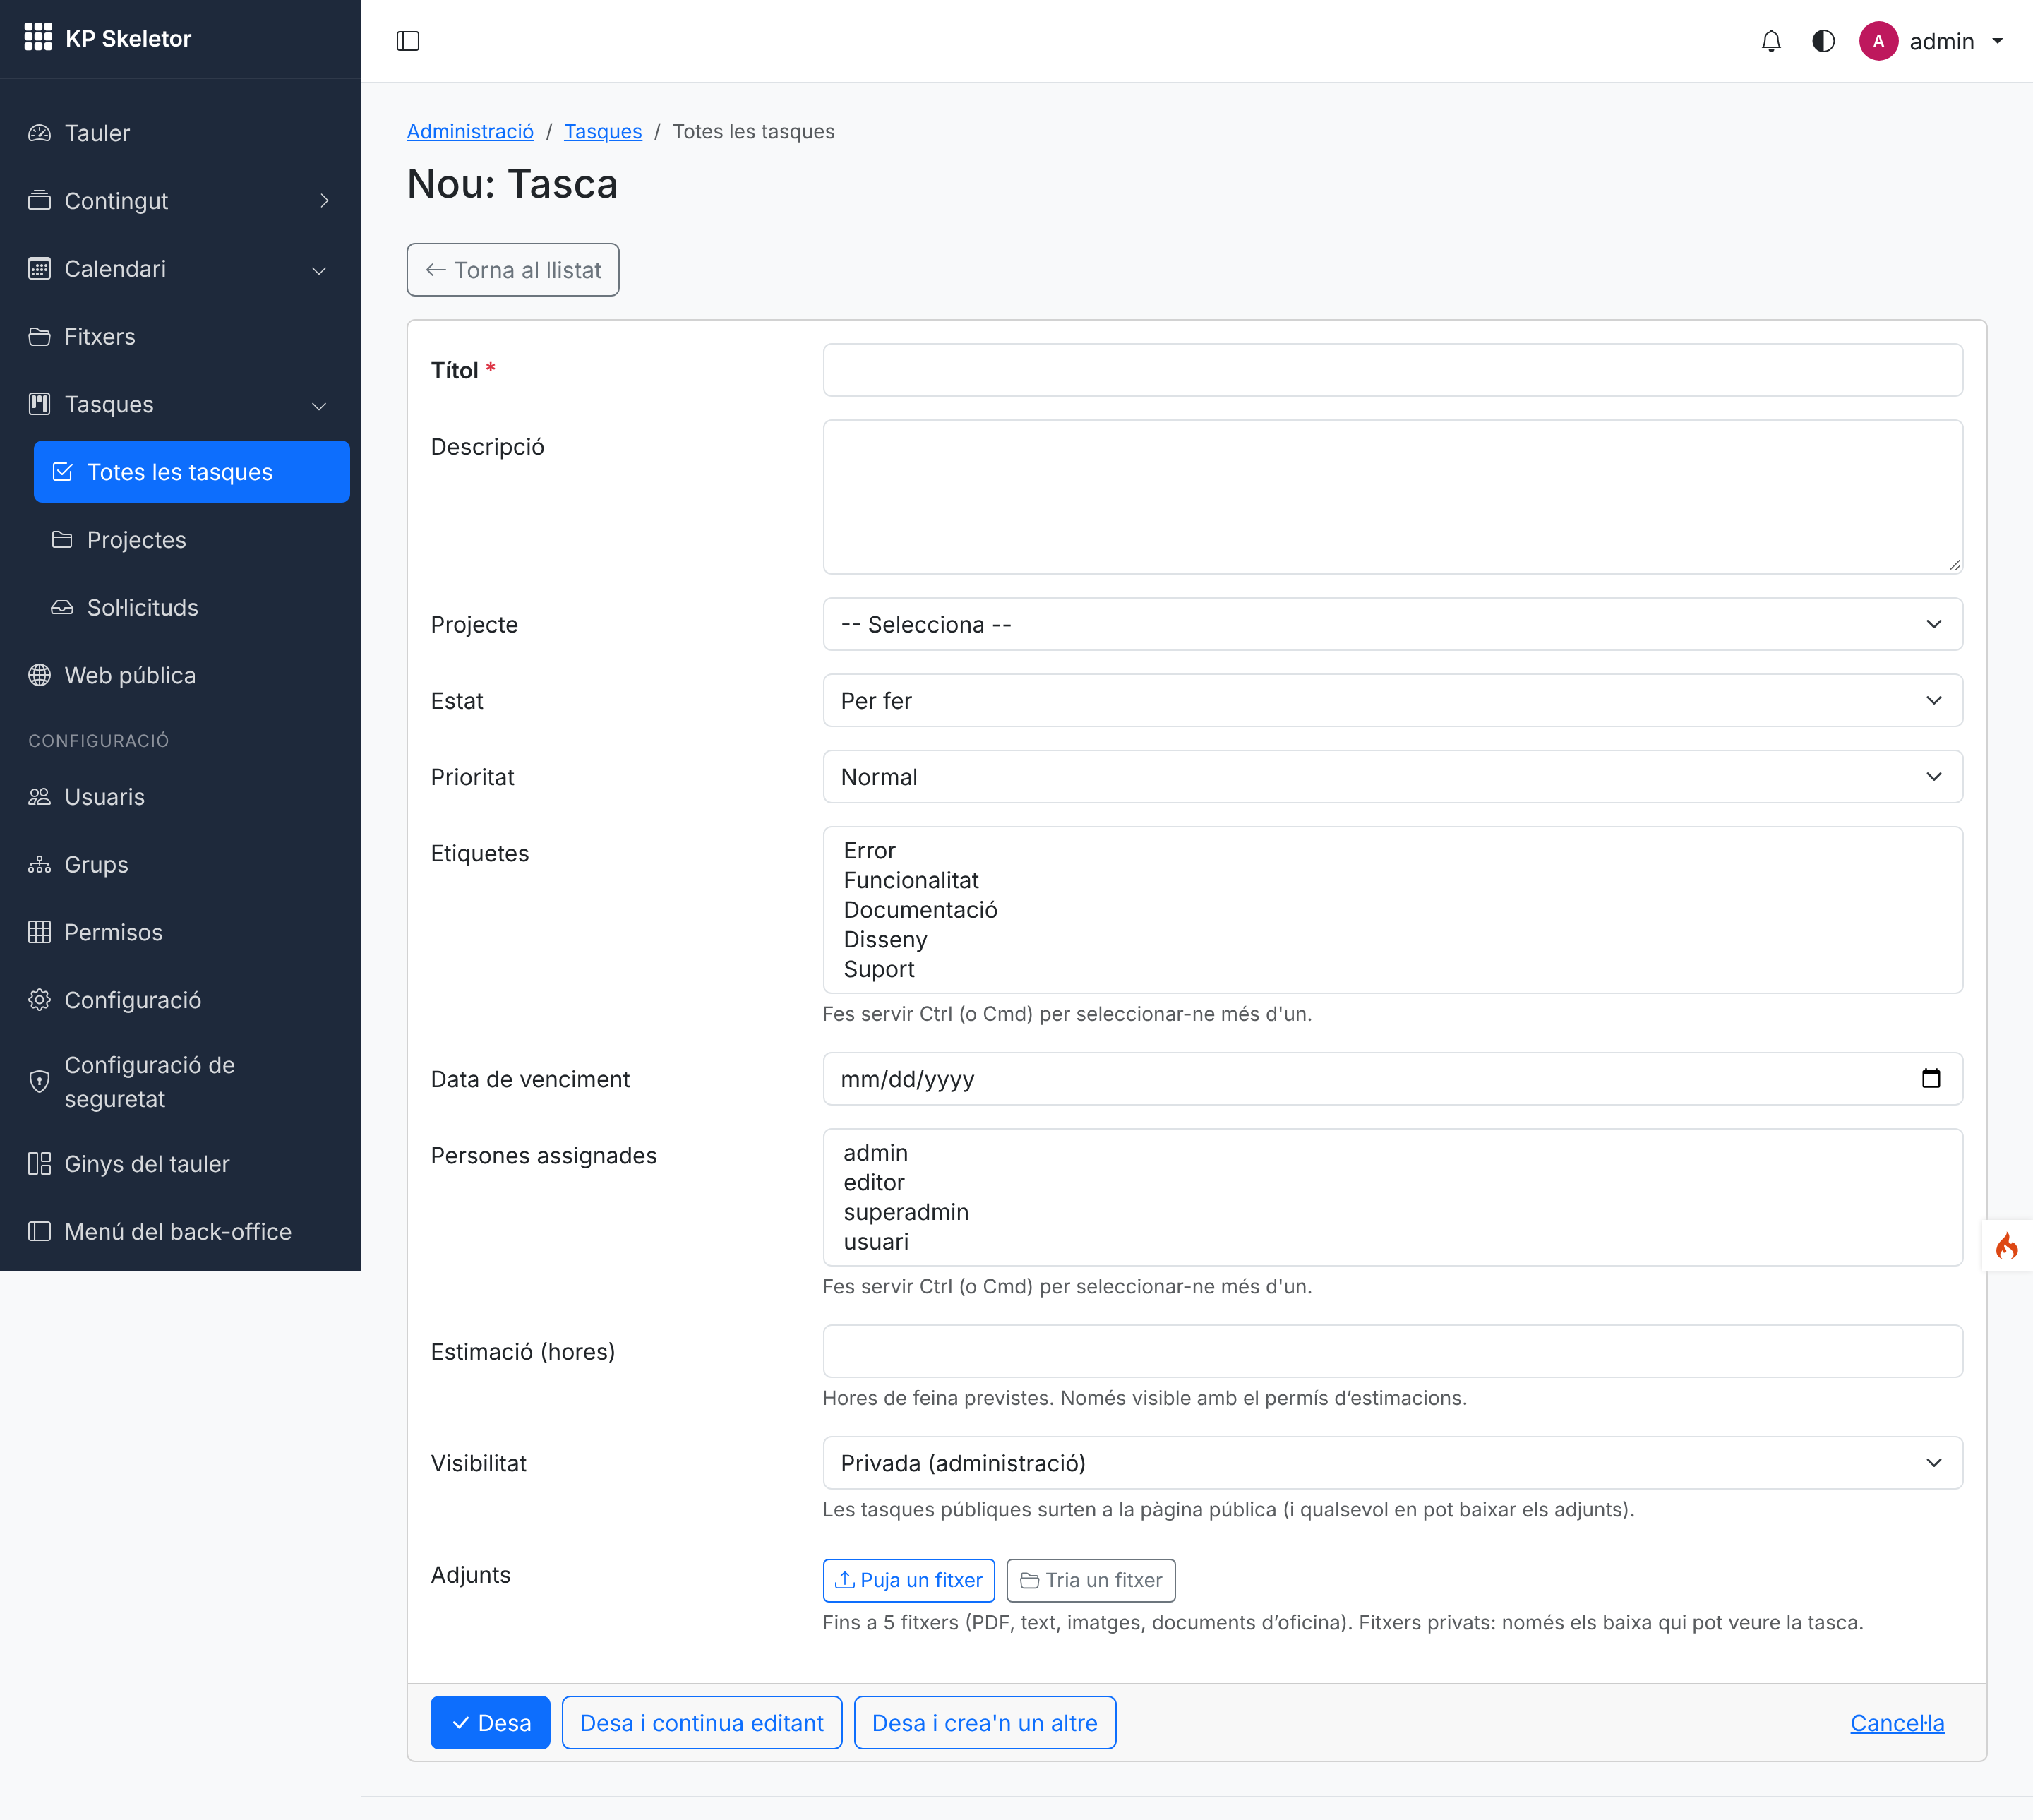 KP Skeletor
A admin
Tauler
Contingut
Calendari
Fitxers
Tasques
Totes les tasques
Projectes
Sol·licituds
Web pública
CONFIGURACIÓ
Usuaris
Grups
Permisos
Configuració
Configuració de
seguretat
Ginys del tauler
Menú del back-office
Administració / Tasques / Totes les tasques
Nou: Tasca
← Torna al llistat
Títol *
Descripció
Projecte
-- Selecciona --
Estat
Per fer
Prioritat
Normal
Etiquetes
Error
Funcionalitat
Documentació
Disseny
Suport
Fes servir Ctrl (o Cmd) per seleccionar-ne més d'un.
Data de venciment
mm/dd/yyyy
Persones assignades
admin
editor
superadmin
usuari
Fes servir Ctrl (o Cmd) per seleccionar-ne més d'un.
Estimació (hores)
Hores de feina previstes. Només visible amb el permís d’estimacions.
Visibilitat
Privada (administració)
Les tasques públiques surten a la pàgina pública (i qualsevol en pot baixar els adjunts).
Adjunts
Puja un fitxer
Tria un fitxer
Fins a 5 fitxers (PDF, text, imatges, documents d’oficina). Fitxers privats: només els baixa qui pot veure la tasca.
Desa
Desa i continua editant
Desa i crea'n un altre
Cancel·la